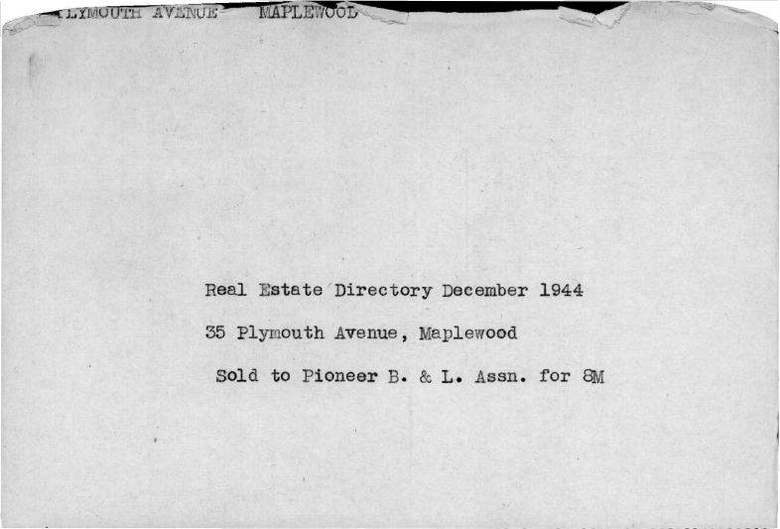 PLYMOUTH AVENUE MAPLEWOOD
Real Estate Directory December 1944
35 Plymouth Avenue, Maplewood
Sold to Pioneer B. & L. Assn. for 8M